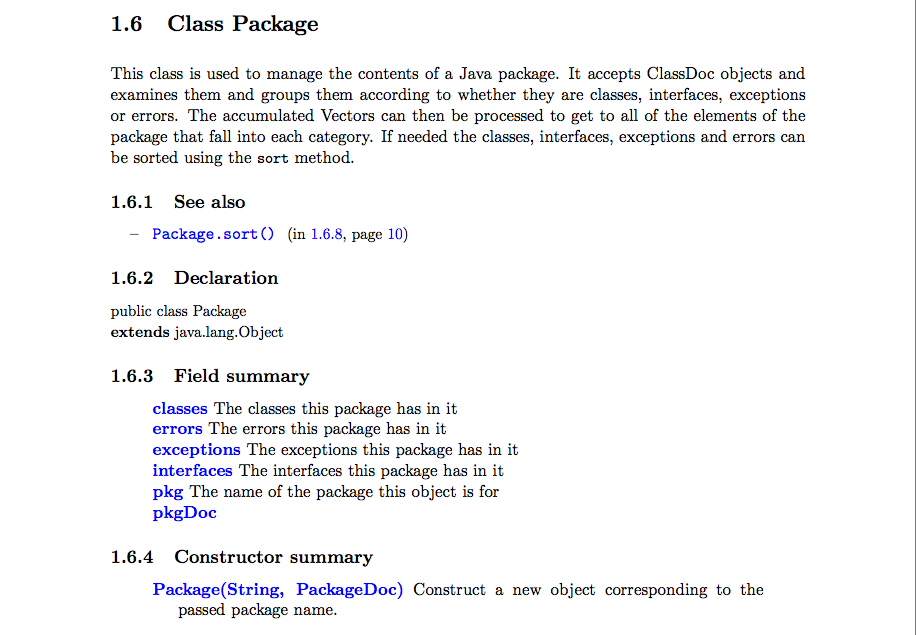 1.6 Class Package
This class is used to manage the contents of a Java package. It accepts ClassDoc objects and
examines them and groups them according to whether they are classes, interfaces, exceptions
or errors. The accumulated Vectors can then be processed to get to all of the elements of the
package that fall into each category. If needed the classes, interfaces, exceptions and errors can
be sorted using the sort method.
1.6.1 See also
– Package.sort() (in 1.6.8, page 10)
1.6.2 Declaration
public class Package
extends java.lang.Object
1.6.3 Field summary
classes The classes this package has in it
errors The errors this package has in it
exceptions The exceptions this package has in it
interfaces The interfaces this package has in it
pkg The name of the package this object is for
pkgDoc
1.6.4 Constructor summary
Package(String, PackageDoc) Construct a new object corresponding to the
passed package name.